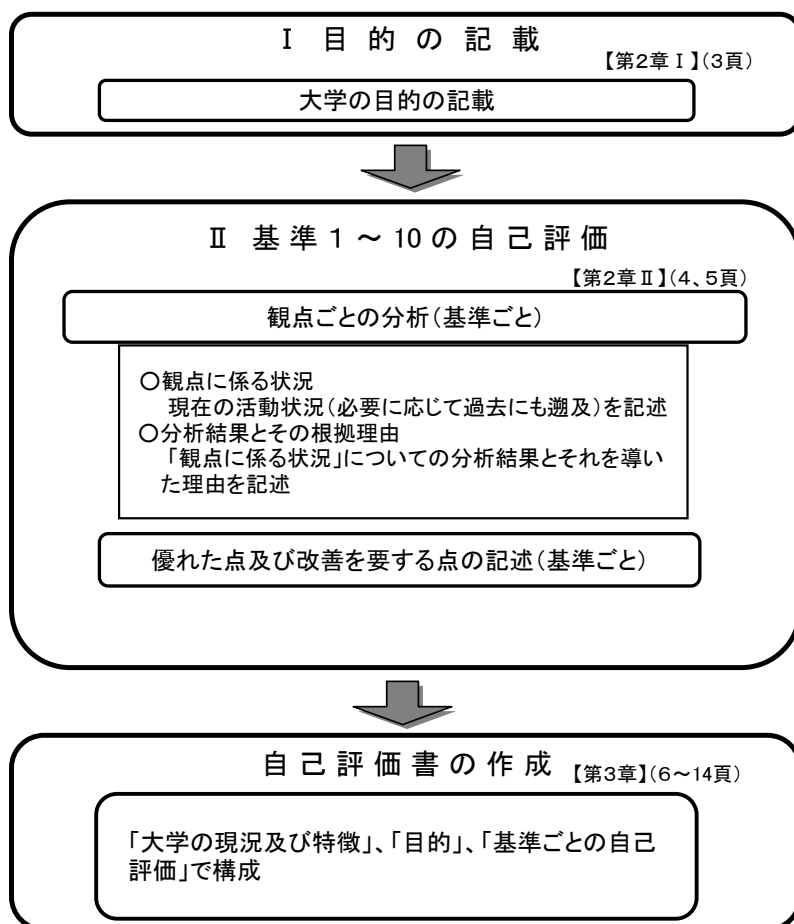 Ⅰ 目的の記載
【第2章Ⅰ】(3頁)
大学の目的の記載
Ⅱ 基準1～10の自己評価
【第2章Ⅱ】(4、5頁)
観点ごとの分析(基準ごと)
○観点に係る状況
現在の活動状況(必要に応じて過去にも遡及)を記述
○分析結果とその根拠理由
「観点に係る状況」についての分析結果とそれを導い
た理由を記述
優れた点及び改善を要する点の記述(基準ごと)
自己評価書の作成 【第3章】(6～14頁)
「大学の現況及び特徴」、「目的」、「基準ごとの自己
評価」で構成